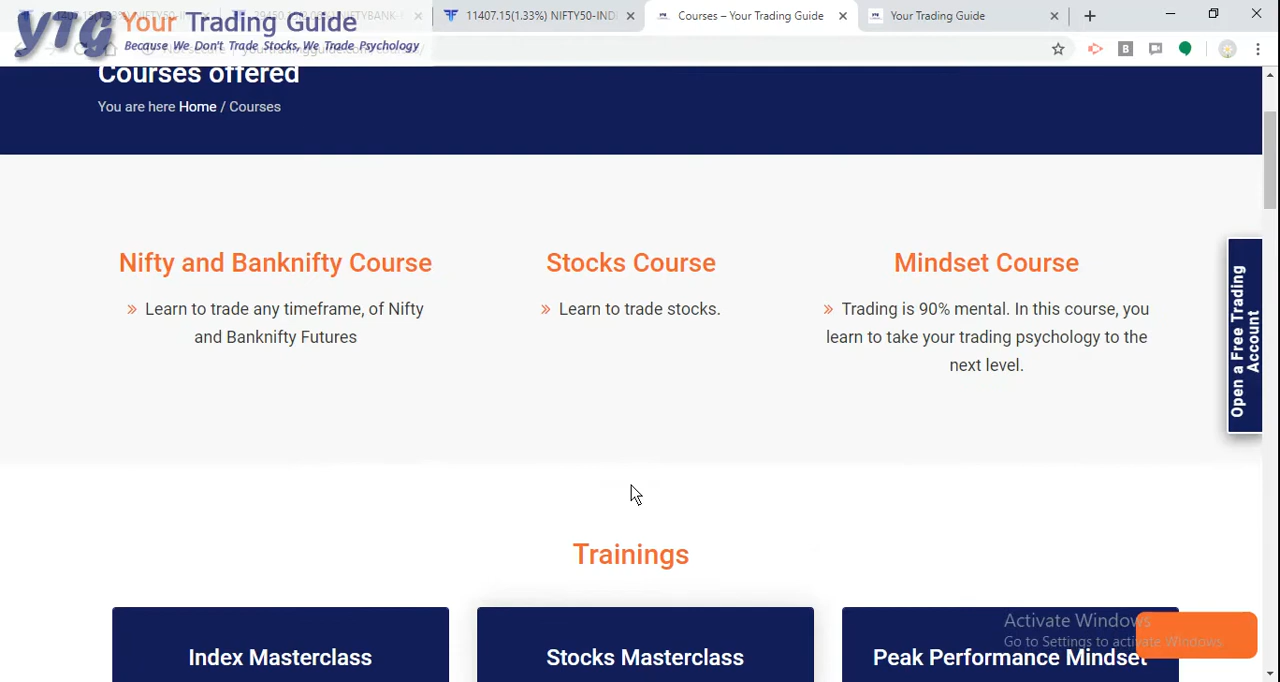 ytg Your Trading Guide
Because We Don't Trade Stocks, We Trade Psychology
11407.15(1.33%) NIFTY50-INDI
Courses – Your Trading Guide
Your Trading Guide
Courses offered
You are here Home / Courses
Nifty and Banknifty Course
» Learn to trade any timeframe, of Nifty
and Banknifty Futures
Stocks Course
» Learn to trade stocks.
Mindset Course
» Trading is 90% mental. In this course, you
learn to take your trading psychology to the
next level.
Open a Free Trading
Account
Trainings
Index Masterclass
Stocks Masterclass
Peak Performance Mindset
Activate Windows
Go to Settings to activate Windows.